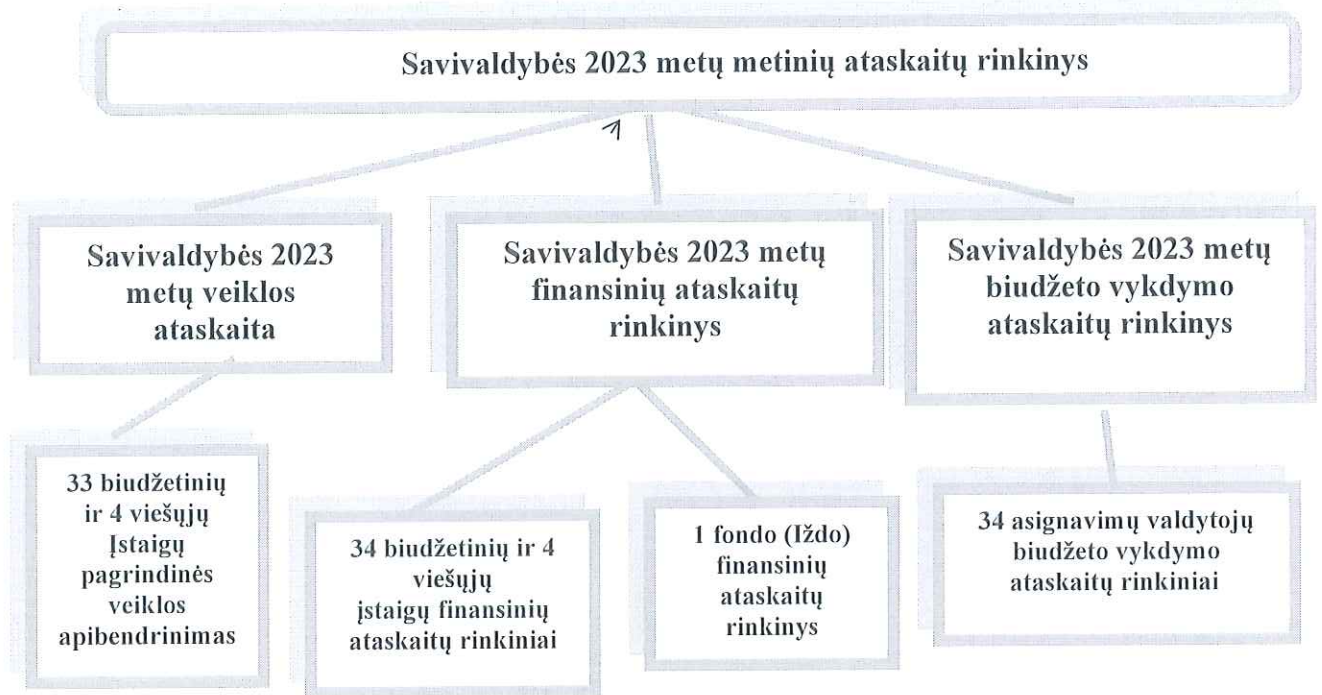 Savivaldybės 2023 metų metinių ataskaitų rinkinys
Savivaldybės 2023
metų veiklos
ataskaita
Savivaldybės 2023 metų
finansinių ataskaitų
rinkinys
Savivaldybės 2023 metų
biudžeto vykdymo
ataskaitų rinkinys
33 biudžetinių
ir 4 viešųjų
Įstaigų
pagrindinės
veiklos
apibendrinimas
34 biudžetinių ir 4
viešųjų
įstaigų finansinių
ataskaitų rinkiniai
1 fondo (Iždo)
finansinių
ataskaitų
rinkinys
34 asignavimų valdytojų
biudžeto vykdymo
ataskaitų rinkiniai